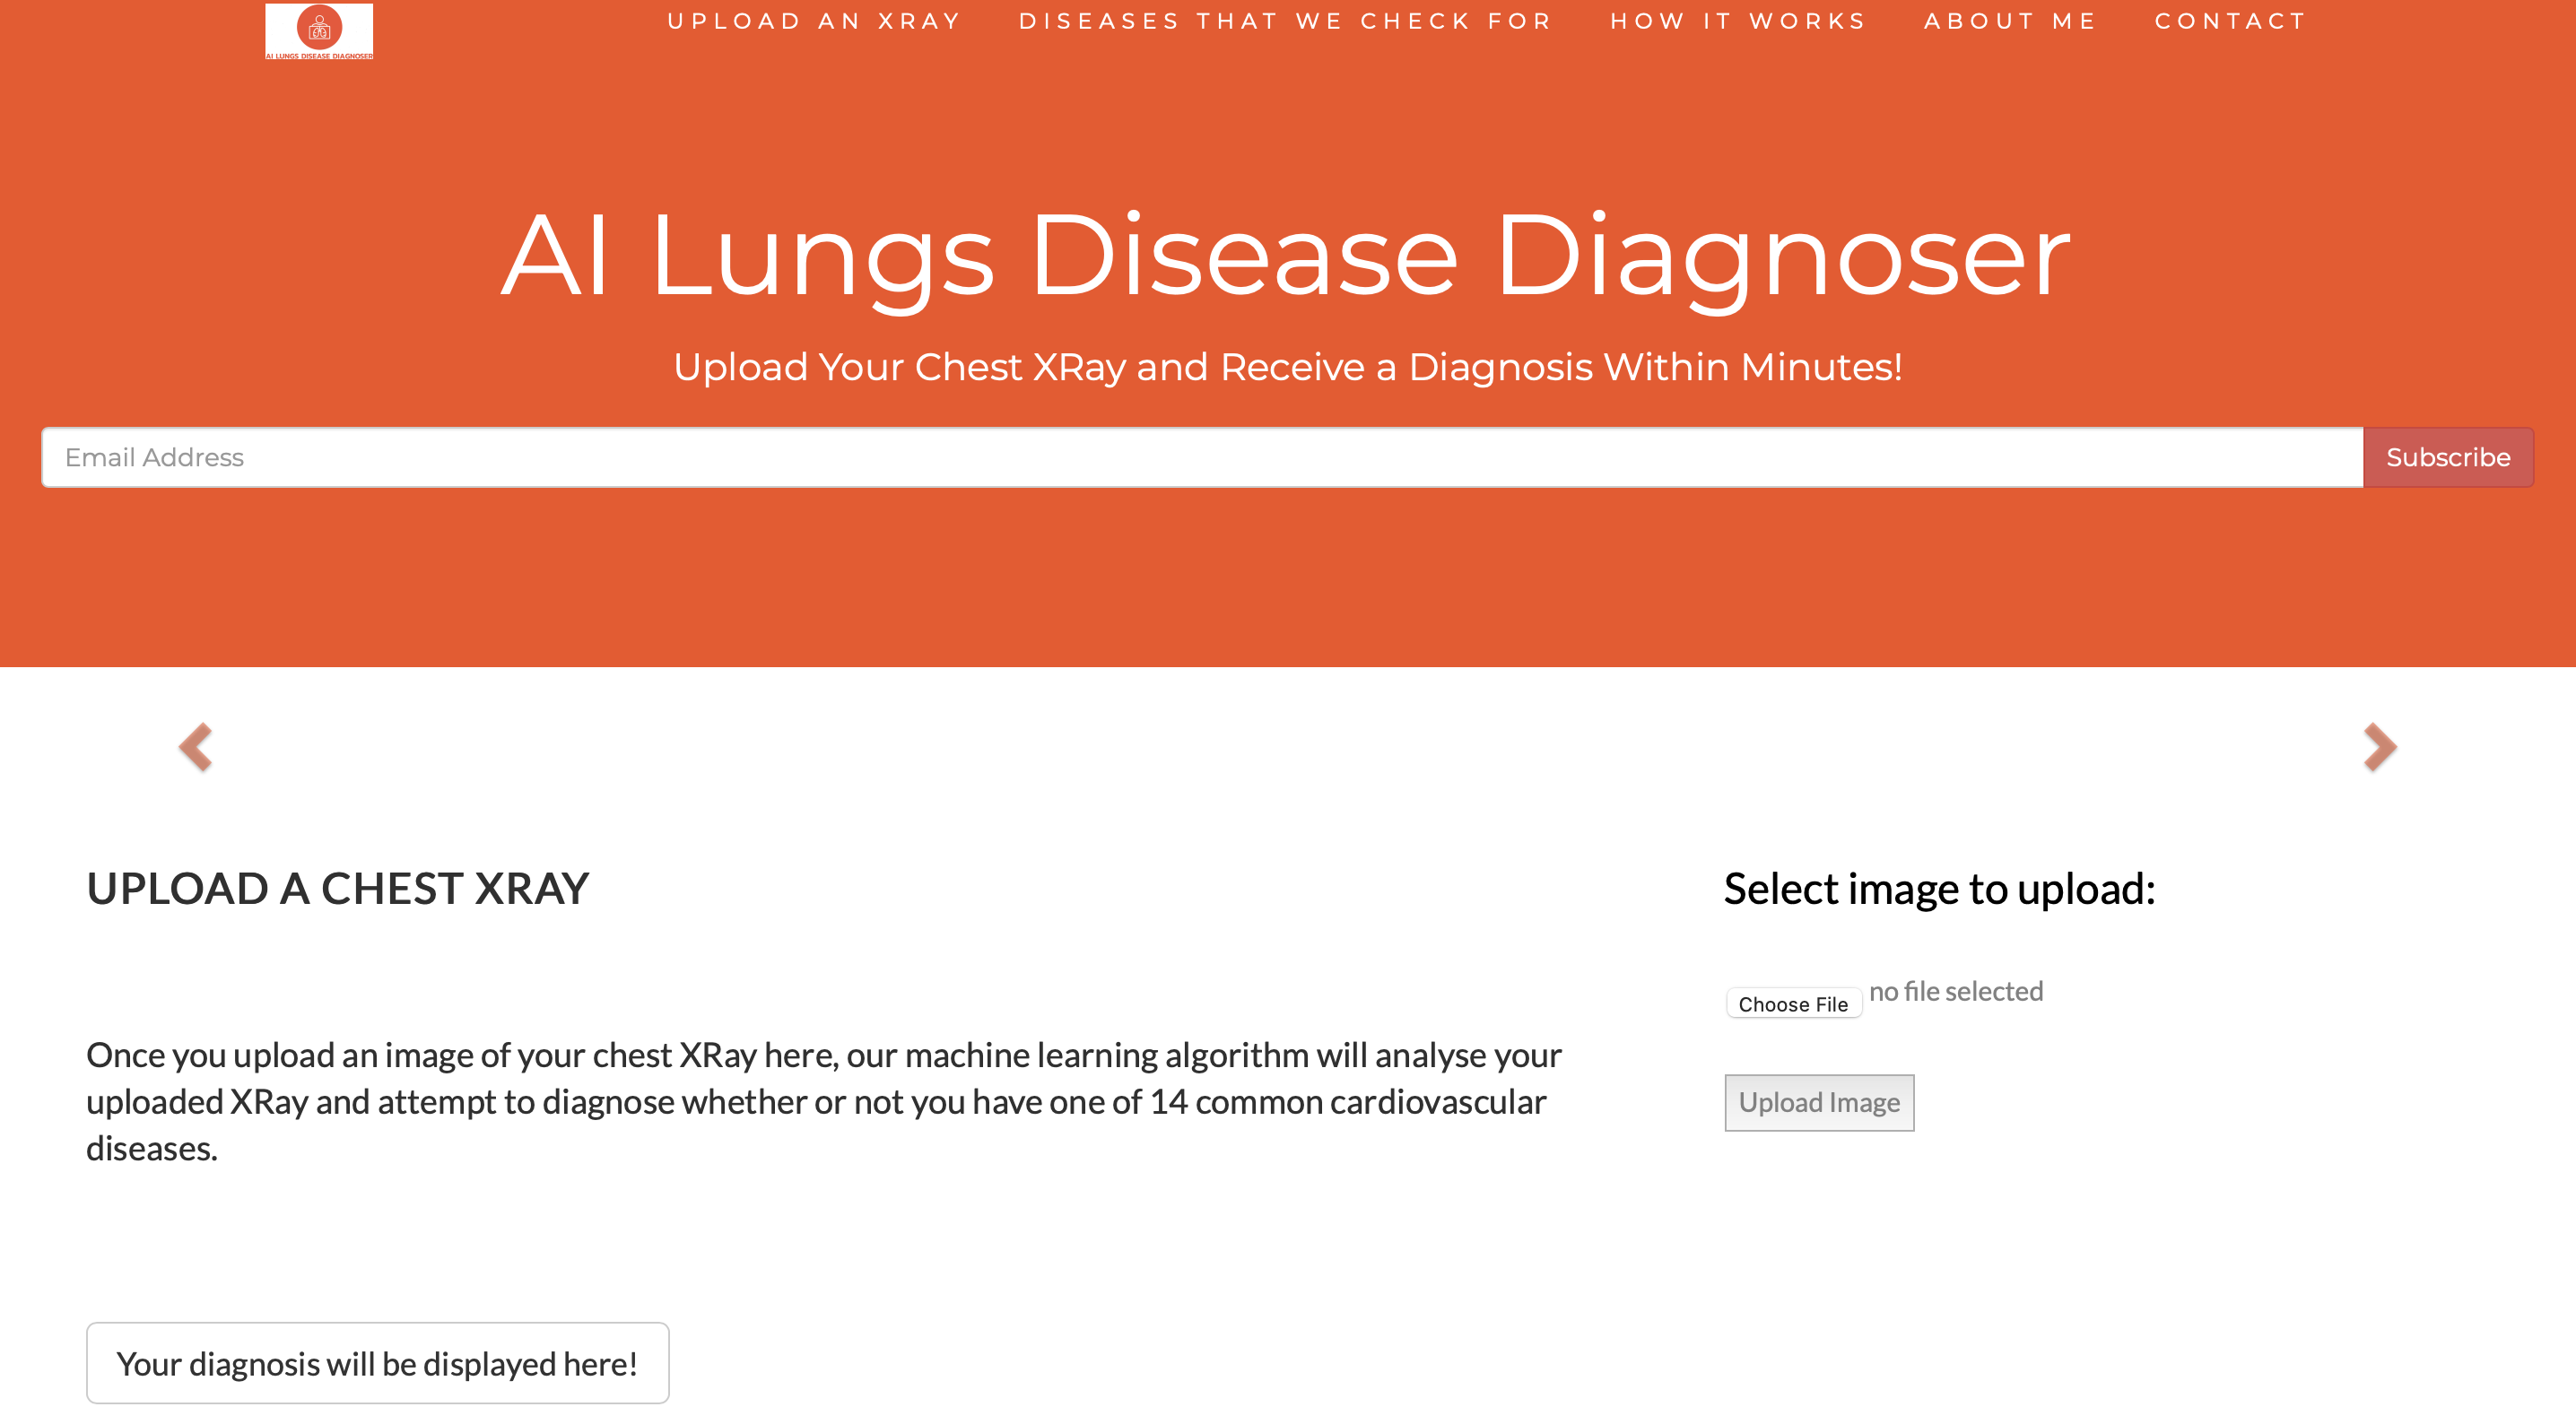 AI LUNGS DISEASE DIAGNOSER
UPLOAD AN XRAY
DISEASES THAT WE CHECK FOR
HOW IT WORKS
ABOUT ME
CONTACT
AI Lungs Disease Diagnoser
Upload Your Chest XRay and Receive a Diagnosis Within Minutes!
Email Address
Subscribe
UPLOAD A CHEST XRAY
Once you upload an image of your chest XRay here, our machine learning algorithm will analyse your
uploaded XRay and attempt to diagnose whether or not you have one of 14 common cardiovascular
diseases.
Select image to upload:
Choose File no file selected
Upload Image
Your diagnosis will be displayed here!